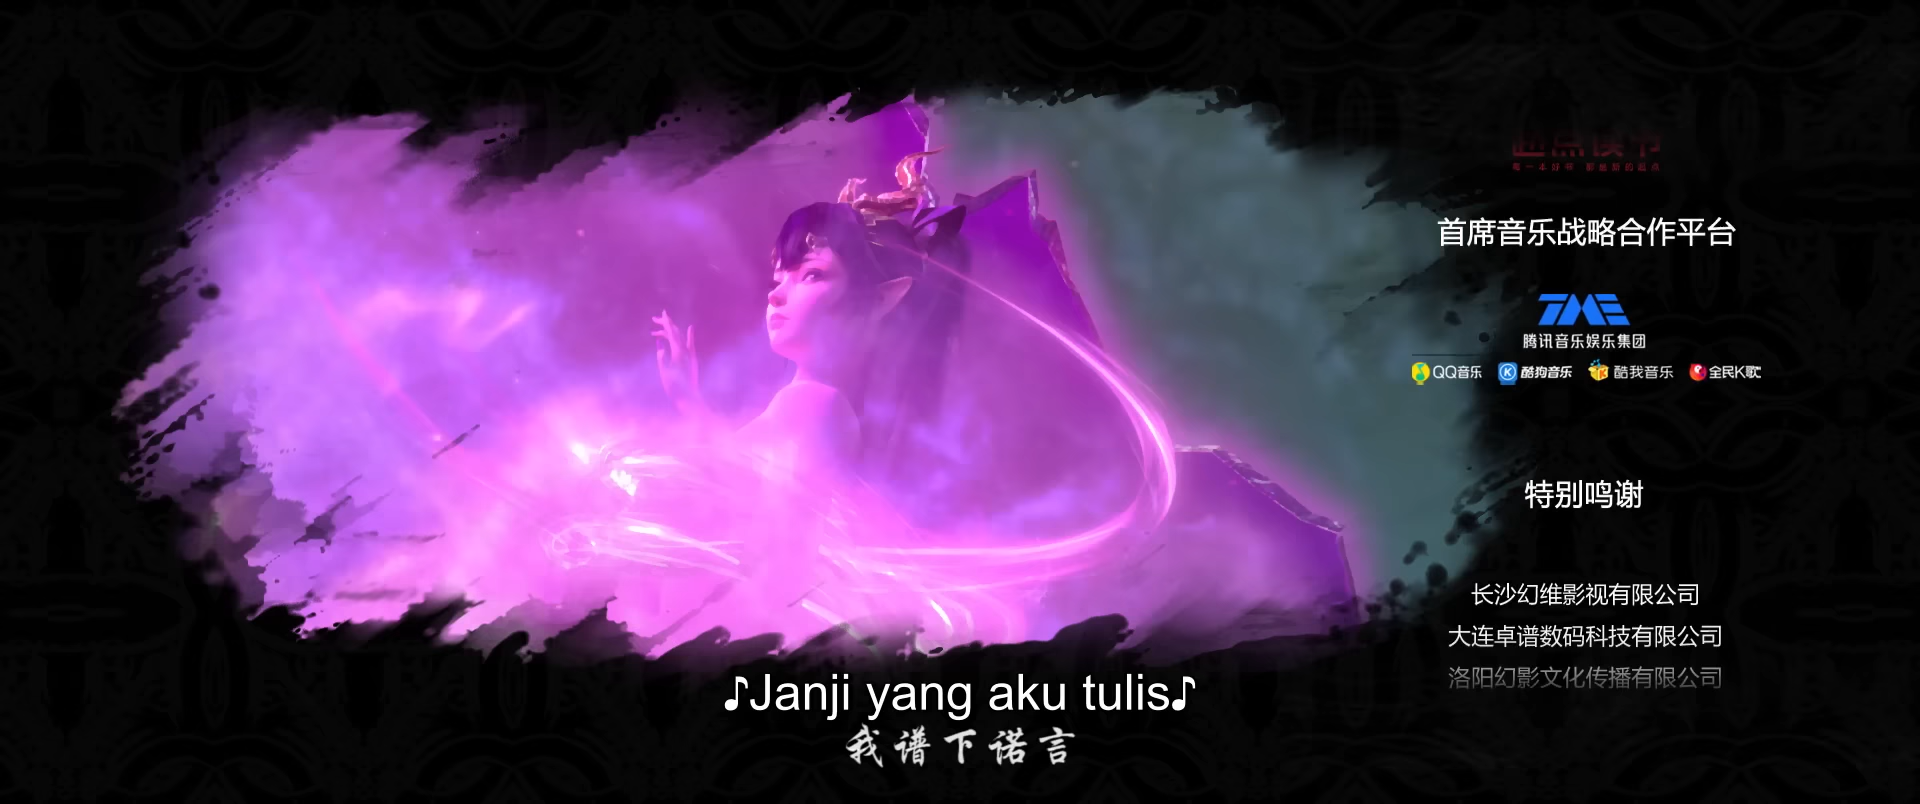 首席音乐战略合作平台
TME
腾讯音乐娱乐集团
QQ音乐 酷狗音乐 酷我音乐 全民K歌
特别鸣谢
长沙幻维影视有限公司
大连卓谱数码科技有限公司
洛阳幻影文化传播有限公司
♪Janji yang aku tulis♪
我谱下诺言